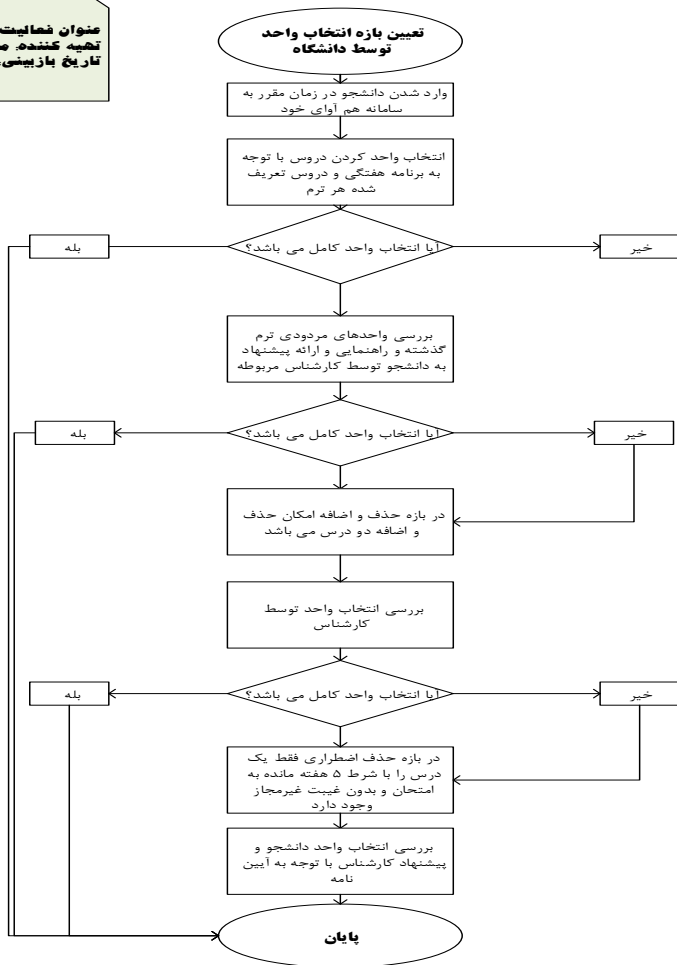 عنوان فعالیت
تهیه کننده: م
تاریخ بازبینی:
تعیین بازه انتخاب واحد
توسط دانشگاه
وارد شدن دانشجو در زمان مقرر به
سامانه هم آوای خود
انتخاب واحد کردن دروس با توجه
به برنامه هفتگی و دروس تعریف
شده هر ترم
آیا انتخاب واحد کامل می باشد؟
خیر
بله
بررسی واحدهای مردودی ترم
گذشته و راهنمایی و ارائه پیشنهاد
به دانشجو توسط کارشناس مربوطه
آیا انتخاب واحد کامل می باشد؟
خیر
بله
در بازه حذف و اضافه امکان حذف
و اضافه دو درس می باشد
بررسی انتخاب واحد توسط
کارشناس
آیا انتخاب واحد کامل می باشد؟
خیر
بله
در بازه حذف اضطراری فقط یک
درس را با شرط ۵ هفته مانده به
امتحان و بدون غیبت غیرمجاز
وجود دارد
بررسی انتخاب واحد دانشجو و
پیشنهاد کارشناس با توجه به آیین
نامه
پایان